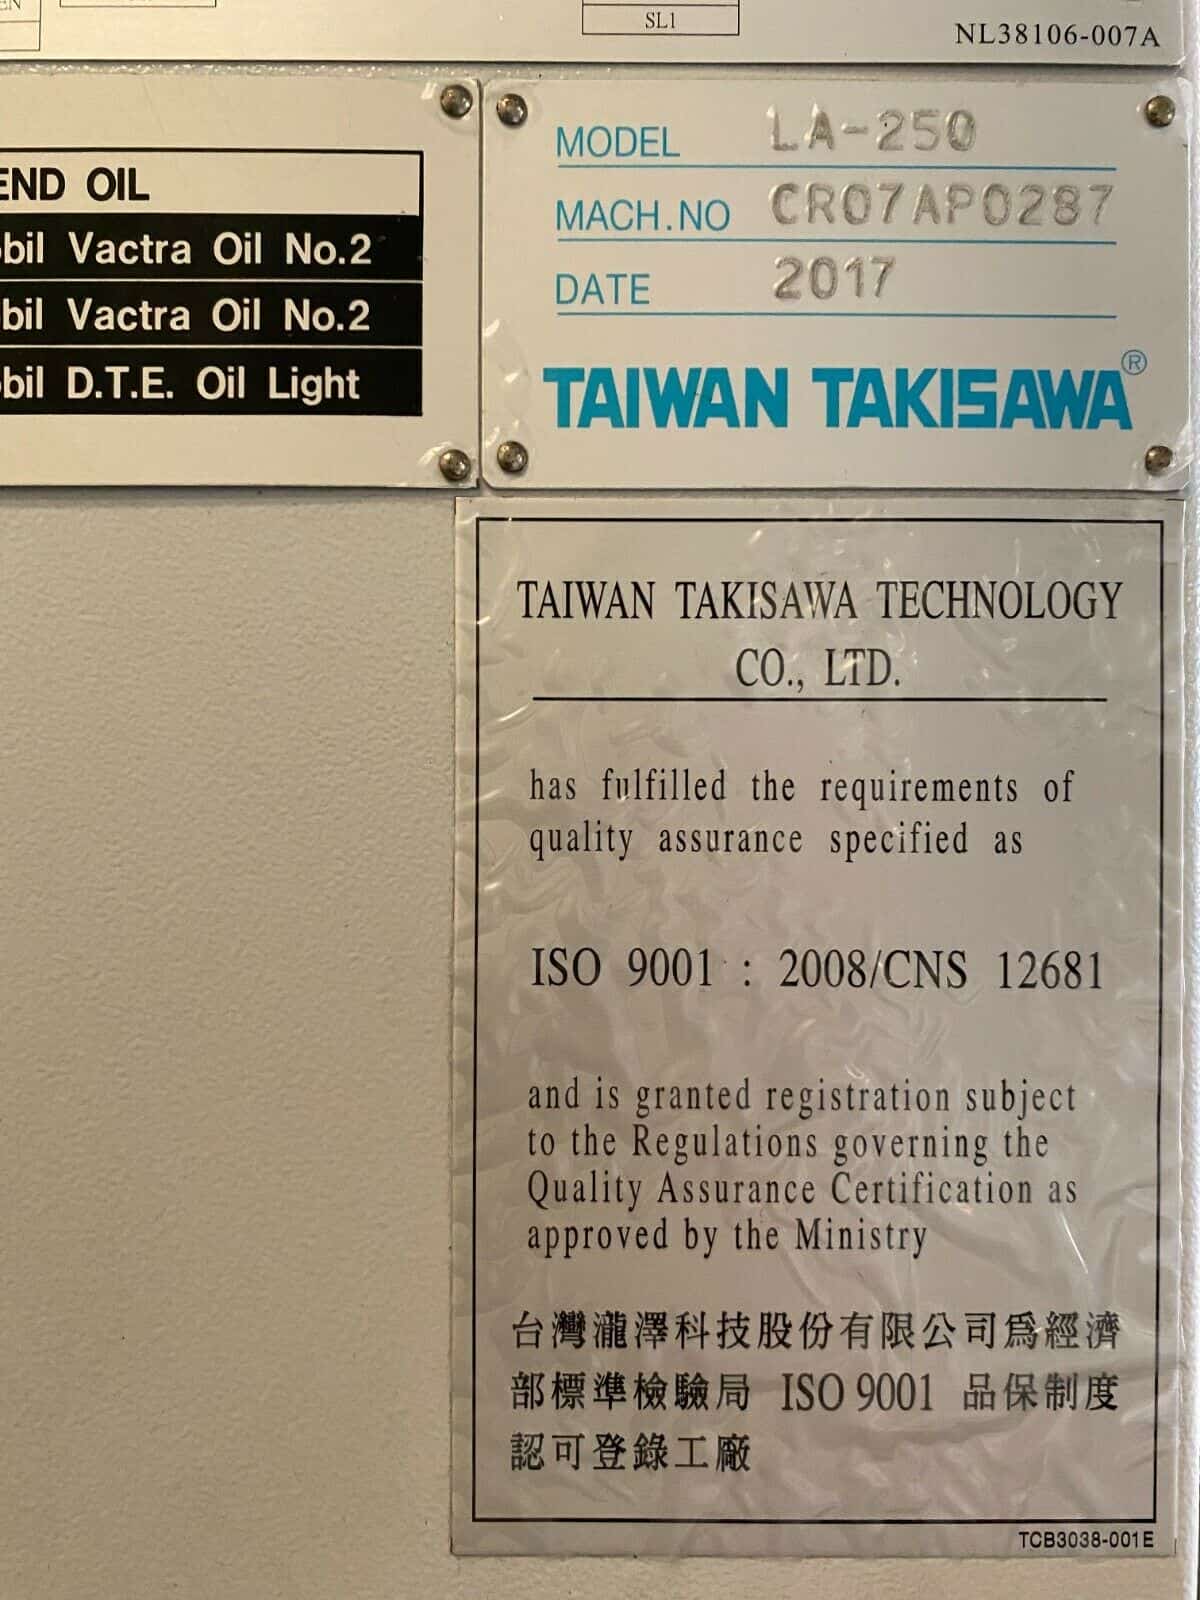 SL1
NL38106-007A
END OIL
bil Vactra Oil No.2
bil Vactra Oil No.2
bil D.T.E. Oil Light
MODEL LA-250
MACH.NO CR07AP0287
DATE 2017
TAIWAN TAKISAWA®
TAIWAN TAKISAWA TECHNOLOGY
CO., LTD.
has fulfilled the requirements of
quality assurance specified as
ISO 9001 : 2008/CNS 12681
and is granted registration subject
to the Regulations governing the
Quality Assurance Certification as
approved by the Ministry
台灣瀧澤科技股份有限公司為經濟
部標準檢驗局 ISO 9001 品保制度
認可登錄工廠
TCB3038-001E